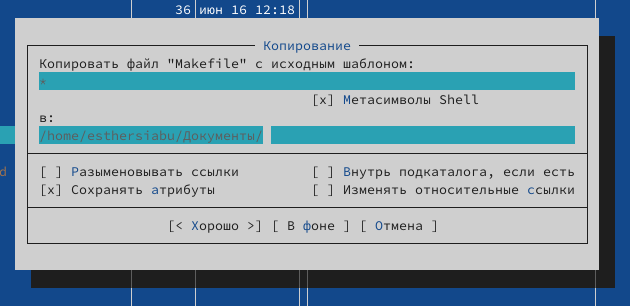 36 июн 16 12:18
Копирование
Копировать файл "Makefile" с исходным шаблоном:
*
[x] Метасимволы Shell
в:
/home/esthersiabu/Документы/
d
[ ] Разыменовывать ссылки [ ] Внутрь подкаталога, если есть
[x] Сохранять атрибуты [ ] Изменять относительные ссылки
[< Хорошо >] [ В фоне ] [ Отмена ]